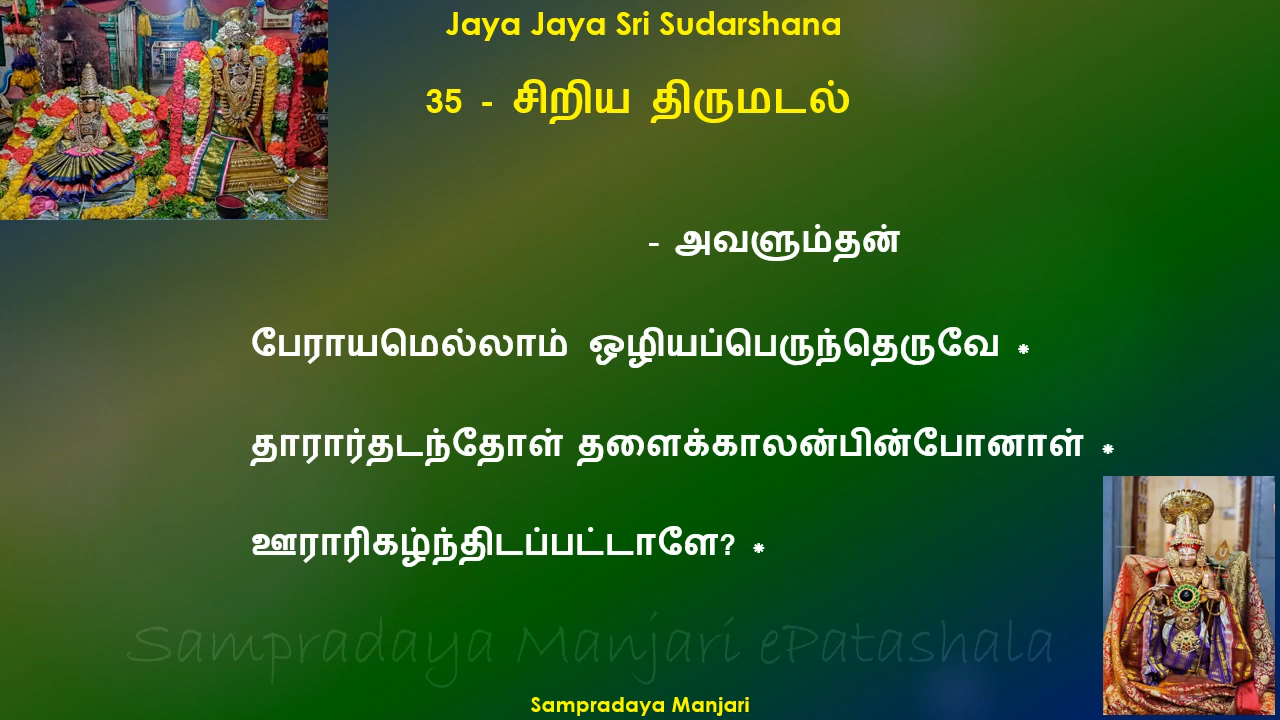 Jaya Jaya Sri Sudarshana
35 - சிறிய திருமடல்
- அவளும்தன்
பேராயமெல்லாம் ஒழியப்பெருந்தெருவே *
தாரார்தடந்தோள் தளைக்காலன்பின்போனாள் *
ஊராரிகழ்ந்திடப்பட்டாளே? *
Sampradaya Manjari ePatashala
Sampradaya Manjari